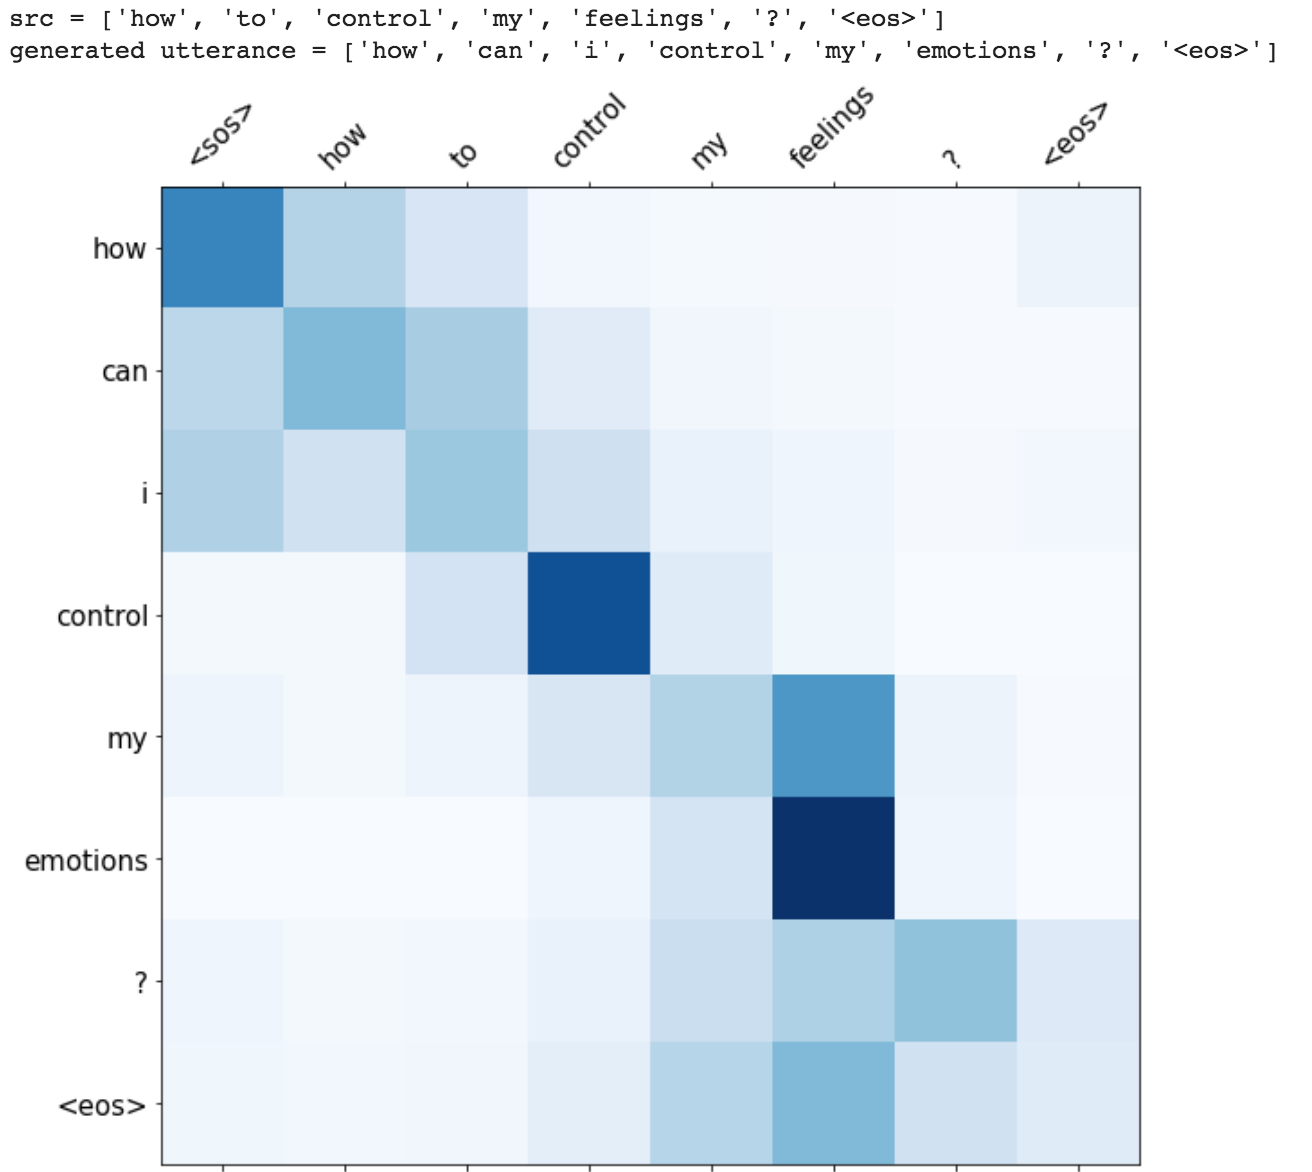 src = ['how', 'to', 'control', 'my', 'feelings', '?', '<eos>']
generated utterance = ['how', 'can', 'i', 'control', 'my', 'emotions', '?', '<eos>']
<sos> how to control my feelings ? <eos>
how
can
i
control
my
emotions
?
<eos>